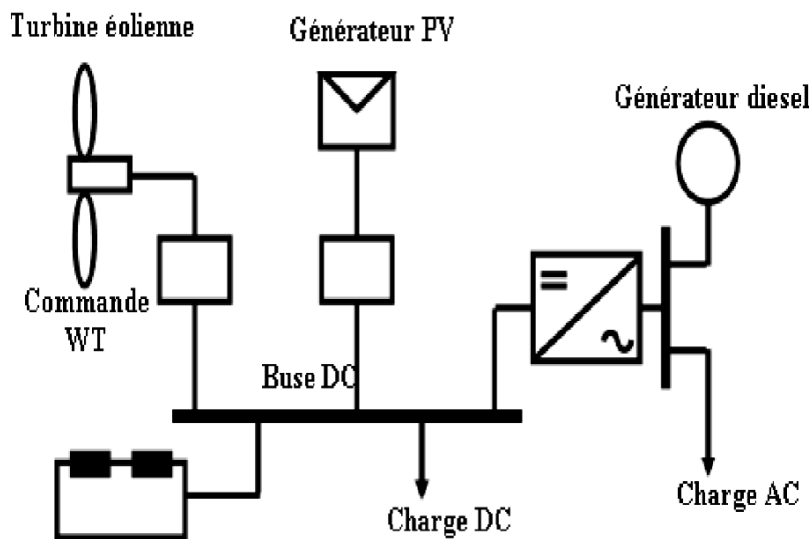 Turbine éolienne
Générateur PV
Générateur diesel
Commande
WT
Buse DC
Charge DC
Charge AC